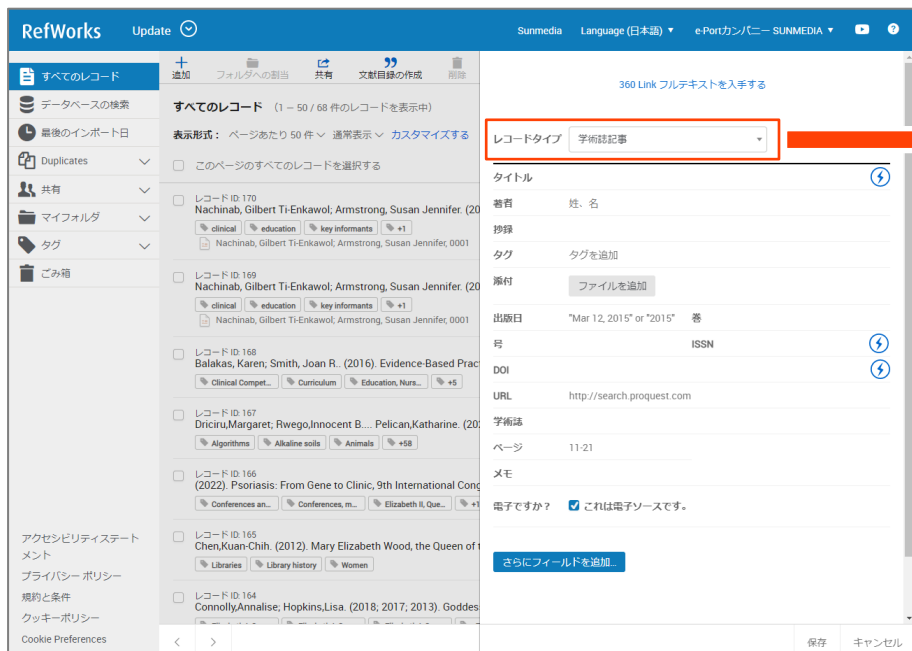 RefWorks Update
Sunmedia Language (日本語) e-Portカンパニー SUNMEDIA
すべてのレコード
データベースの検索
最後のインポート日
Duplicates
共有
マイフォルダ
タグ
ごみ箱
アクセシビリティステート
メント
プライバシー ポリシー
規約と条件
クッキーポリシー
Cookie Preferences
追加 フォルダへの割当 共有 文献目録の作成 削除
すべてのレコード (1 – 50 / 68 件のレコードを表示中)
表示形式： ページあたり 50 件 通常表示 カスタマイズする
このページのすべてのレコードを選択する
レコード ID: 170
Nachinab, Gilbert Ti-Enkawol; Armstrong, Susan Jennifer. (20
clinical education key informants +1
Nachinab, Gilbert Ti-Enkawol; Armstrong, Susan Jennifer, 0001
レコード ID: 169
Nachinab, Gilbert Ti-Enkawol; Armstrong, Susan Jennifer. (20
clinical education key informants +1
Nachinab, Gilbert Ti-Enkawol; Armstrong, Susan Jennifer, 0001
レコード ID: 168
Balakas, Karen; Smith, Joan R.. (2016). Evidence-Based Prac
Clinical Compet... Curriculum Education, Nurs... +5
レコード ID: 167
Driciru,Margaret; Rwego,Innocent B.... Pelican,Katharine. (20
Algorithms Alkaline soils Animals +58
レコード ID: 166
(2022). Psoriasis: From Gene to Clinic, 9th International Cong
Conferences an... Conferences, m... Elizabeth II, Que... +1
レコード ID: 165
Chen,Kuan-Chih. (2012). Mary Elizabeth Wood, the Queen of t
Libraries Library history Women
レコード ID: 164
Connolly,Annalise; Hopkins,Lisa. (2018; 2017; 2013). Goddes
360 Link フルテキストを入手する
レコードタイプ 学術誌記事
タイトル
著者 姓、名
抄録
タグ タグを追加
添付 ファイルを追加
出版日 "Mar 12, 2015" or "2015" 巻
号 ISSN
DOI
URL http://search.proquest.com
学術誌
ページ 11-21
メモ
電子ですか？ これは電子ソースです。
さらにフィールドを追加...
保存 キャンセル